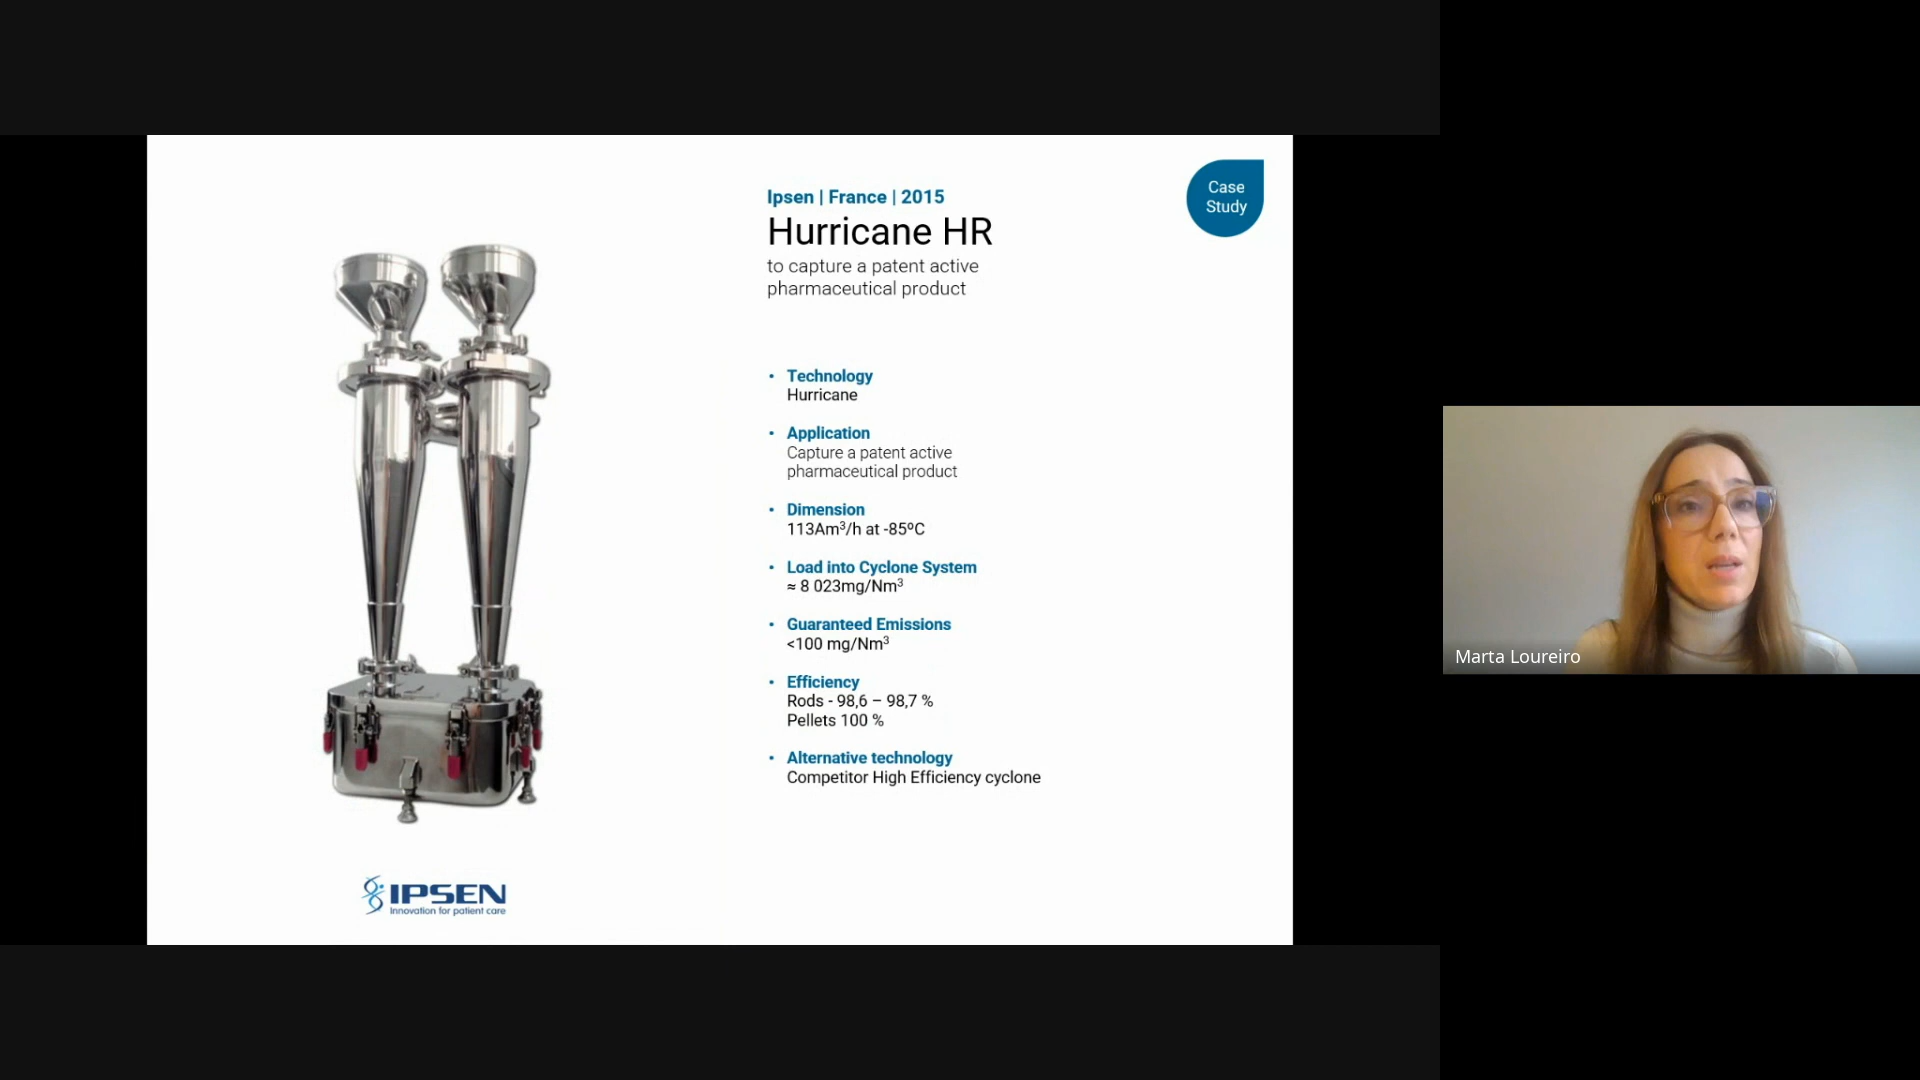 Case
Study
Ipsen | France | 2015
Hurricane HR
to capture a patent active
pharmaceutical product
• Technology
Hurricane
• Application
Capture a patent active
pharmaceutical product
• Dimension
113Am³/h at -85ºC
• Load into Cyclone System
≈ 8 023mg/Nm³
• Guaranteed Emissions
<100 mg/Nm³
• Efficiency
Rods - 98,6 – 98,7 %
Pellets 100 %
• Alternative technology
Competitor High Efficiency cyclone
IPSEN
Innovation for patient care
Marta Loureiro